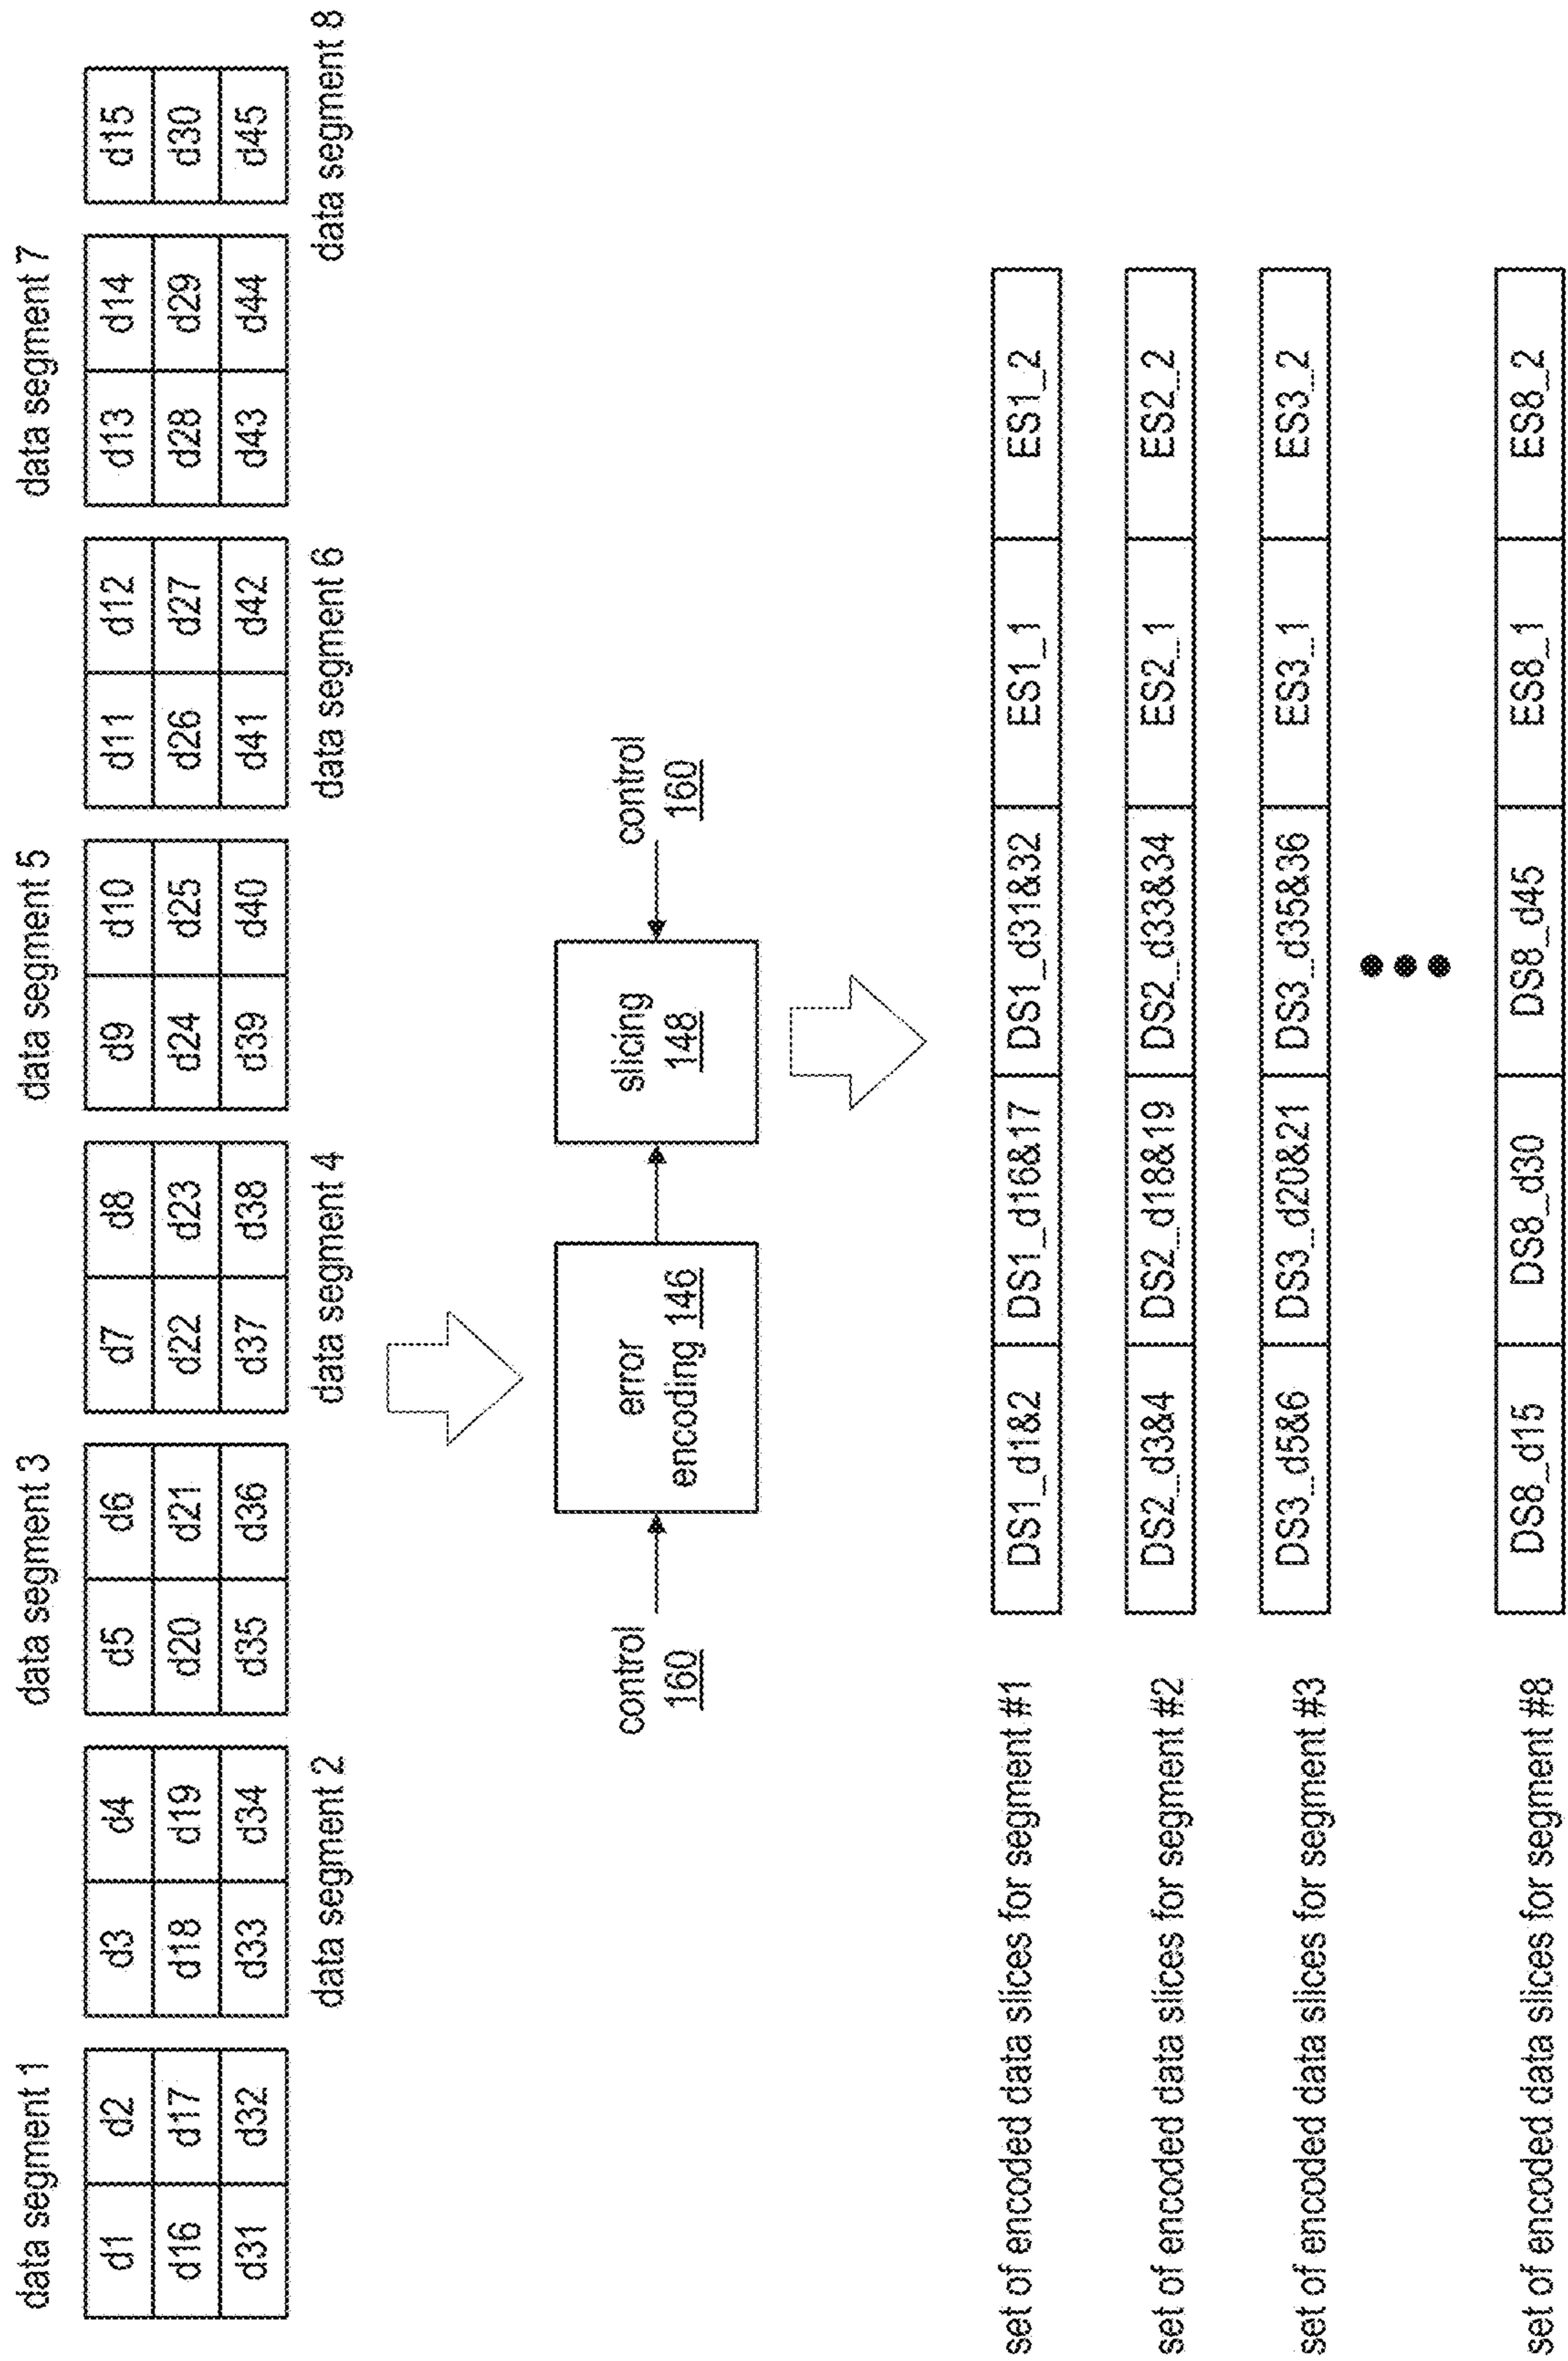 data segment 1
data segment 3
data segment 5
data segment 7
d1 d2 d3 d4 d5 d6 d7 d8 d9 d10 d11 d12 d13 d14 d15
d16 d17 d18 d19 d20 d21 d22 d23 d24 d25 d26 d27 d28 d29 d30
d31 d32 d33 d34 d35 d36 d37 d38 d39 d40 d41 d42 d43 d44 d45
data segment 2
data segment 4
data segment 6
data segment 8
control
160
error
encoding 146
slicing
148
control
160
set of encoded data slices for segment #1 DS1_d1&2 DS1_d16&17 DS1_d31&32 ES1_1 ES1_2
set of encoded data slices for segment #2 DS2_d3&4 DS2_d18&19 DS2_d33&34 ES2_1 ES2_2
set of encoded data slices for segment #3 DS3_d5&6 DS3_d20&21 DS3_d35&36 ES3_1 ES3_2
set of encoded data slices for segment #8 DS8_d15 DS8_d30 DS8_d45 ES8_1 ES8_2